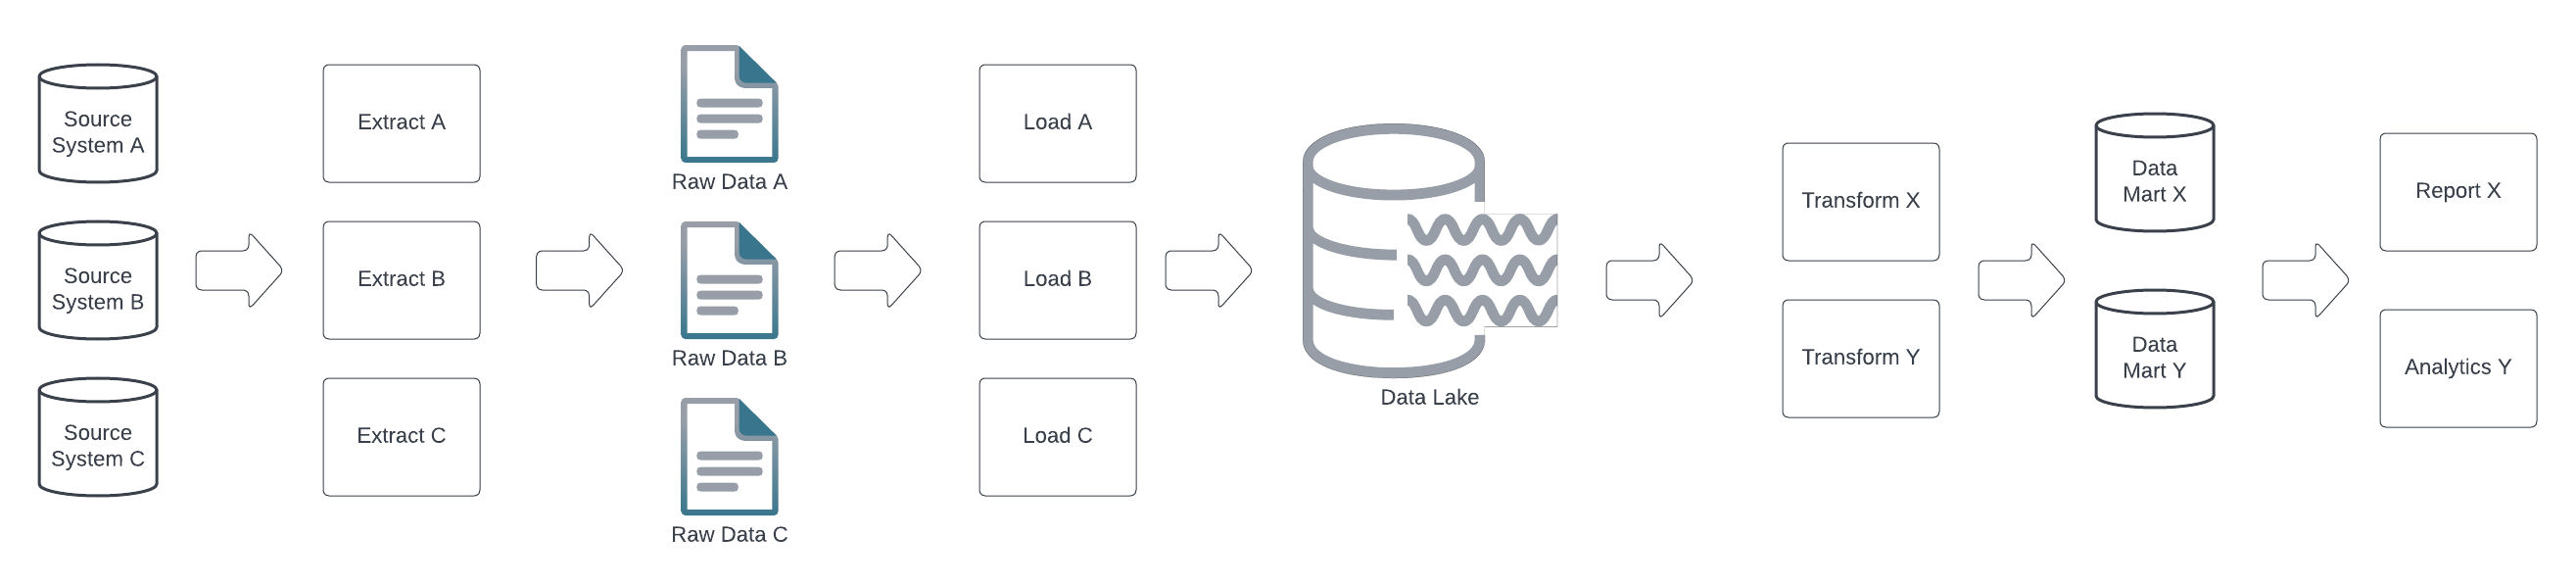 Source
System A
Source
System B
Source
System C
Extract A
Extract B
Extract C
Raw Data A
Raw Data B
Raw Data C
Load A
Load B
Load C
Data Lake
Transform X
Transform Y
Data
Mart X
Data
Mart Y
Report X
Analytics Y